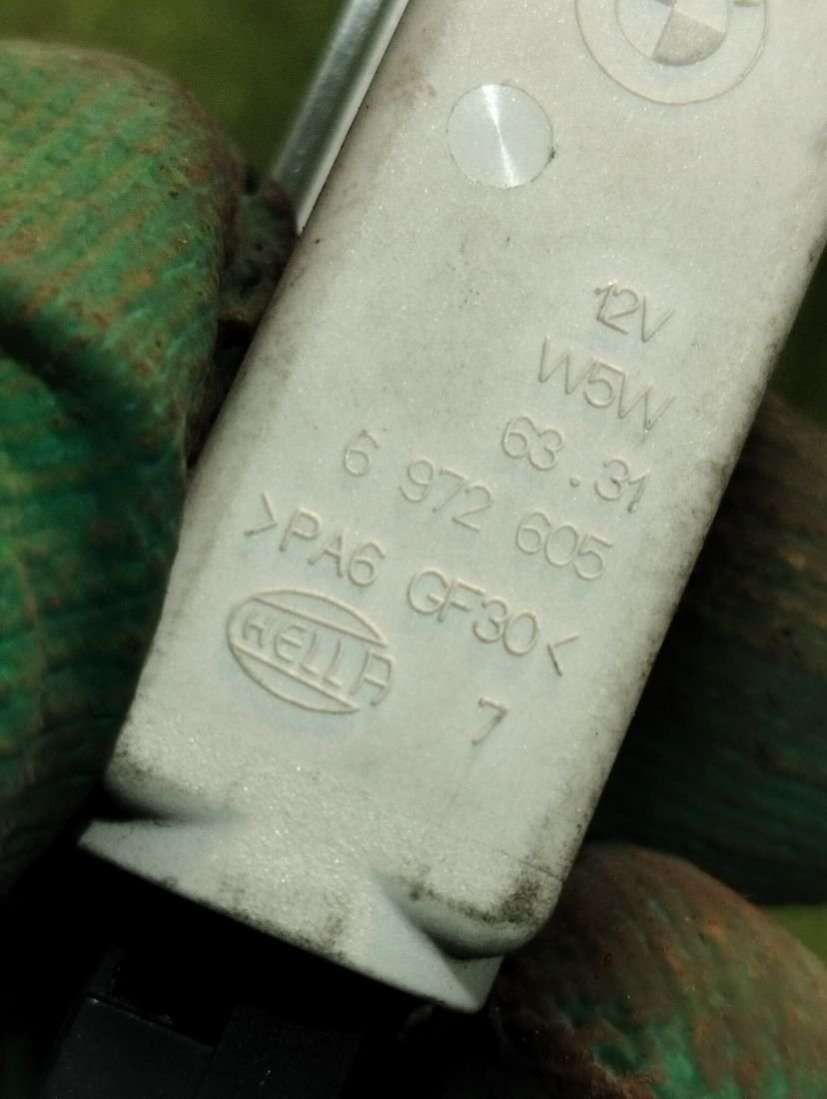 12V
W5W
63.31
6 972 605
>PA6 GF30<
HELLA
7